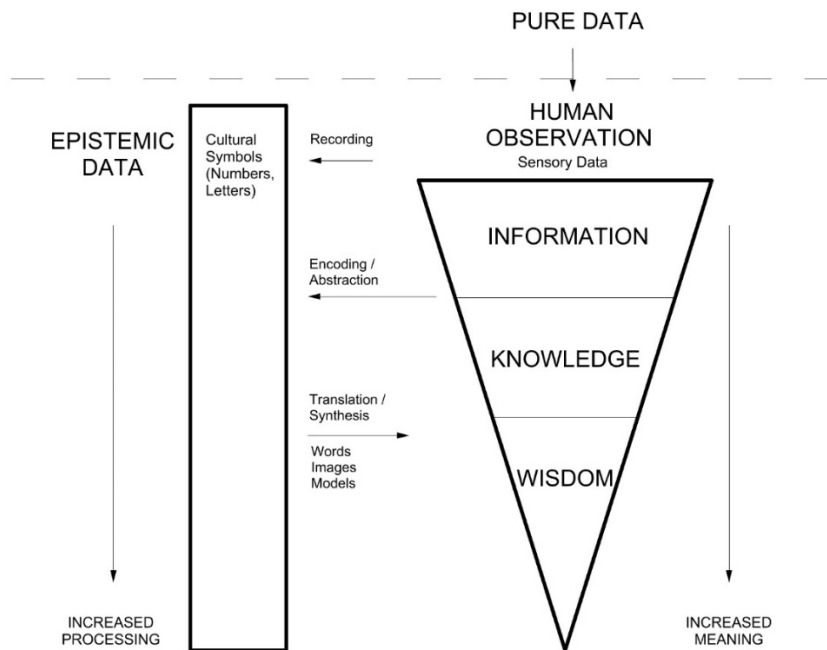 PURE DATA
EPISTEMIC
DATA
Cultural
Symbols
(Numbers,
Letters)
Recording
HUMAN
OBSERVATION
Sensory Data
INFORMATION
Encoding /
Abstraction
KNOWLEDGE
Translation /
Synthesis
Words
Images
Models
WISDOM
INCREASED
PROCESSING
INCREASED
MEANING